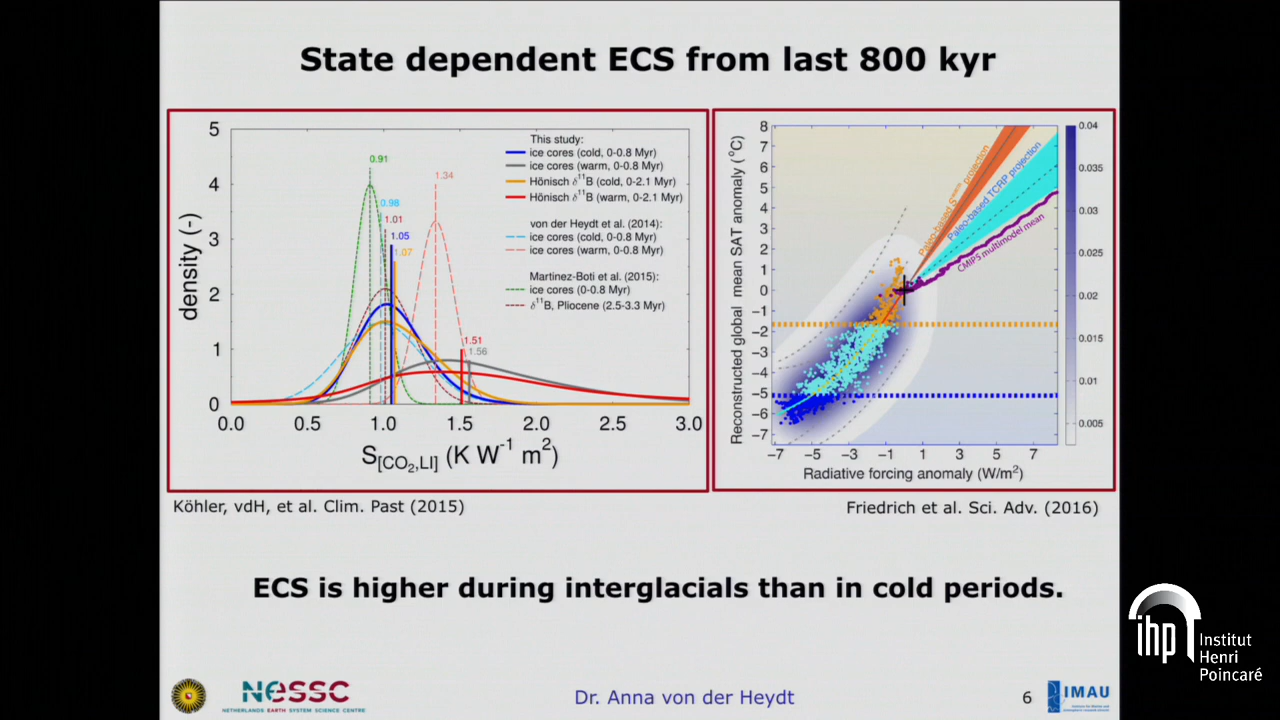 State dependent ECS from last 800 kyr
5
4
3
2
1
0
density (-)
0.0 0.5 1.0 1.5 2.0 2.5 3.0
S[CO2,LI] (K W-1 m2)
0.91
0.98
1.01
1.05
1.07
1.34
1.51
1.56
This study:
ice cores (cold, 0-0.8 Myr)
ice cores (warm, 0-0.8 Myr)
Hönisch δ11B (cold, 0-2.1 Myr)
Hönisch δ11B (warm, 0-2.1 Myr)
von der Heydt et al. (2014):
ice cores (cold, 0-0.8 Myr)
ice cores (warm, 0-0.8 Myr)
Martinez-Boti et al. (2015):
ice cores (0-0.8 Myr)
δ11B, Pliocene (2.5-3.3 Myr)
Reconstructed global mean SAT anomaly (°C)
8
7
6
5
4
3
2
1
0
−1
−2
−3
−4
−5
−6
−7
Paleo-based Swarm projection
Paleo-based TCRP projection
CMIP5 multimodel mean
−7 −5 −3 −1 1 3 5 7
Radiative forcing anomaly (W/m2)
0.04
0.035
0.03
0.025
0.02
0.015
0.01
0.005
Köhler, vdH, et al. Clim. Past (2015)
Friedrich et al. Sci. Adv. (2016)
ECS is higher during interglacials than in cold periods.
NESSC
NETHERLANDS EARTH SYSTEM SCIENCE CENTRE
Dr. Anna von der Heydt
6
IMAU
ihp
Institut
Henri
Poincaré